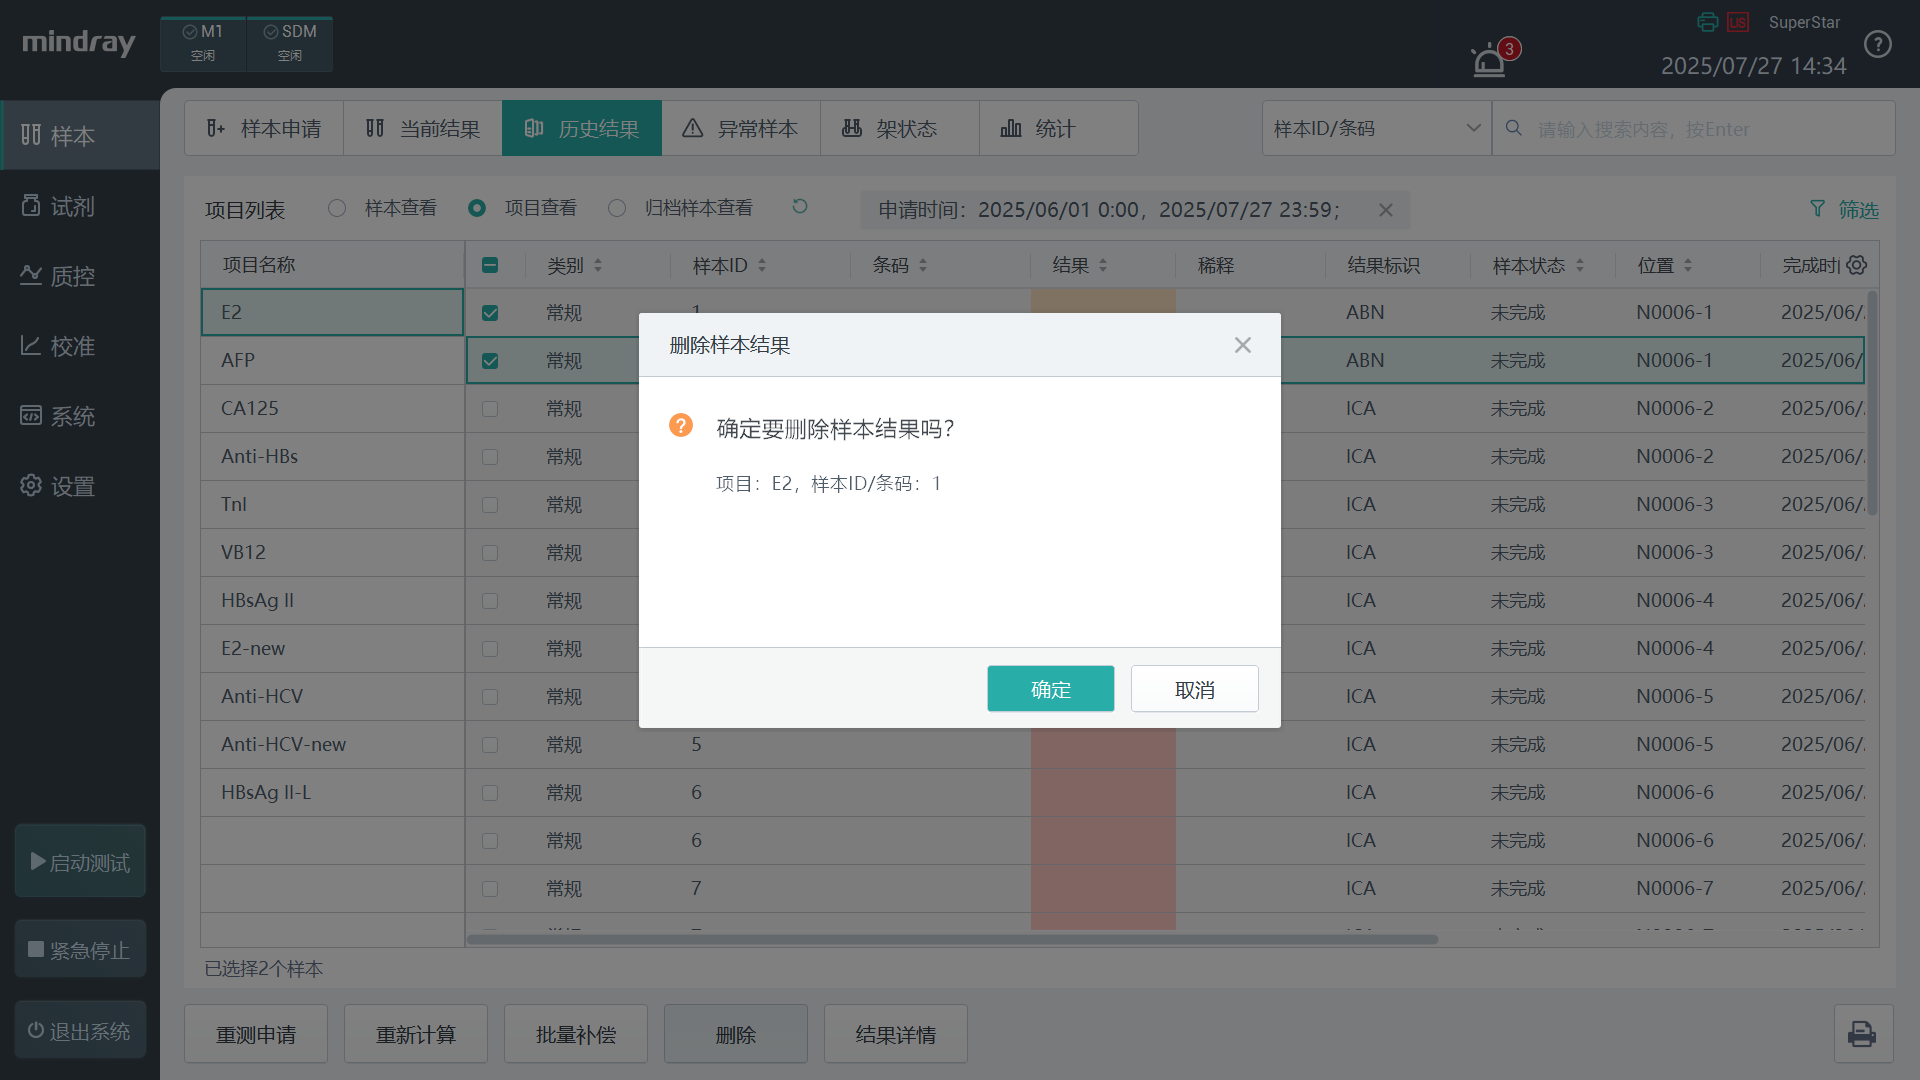 mindray
M1
空闲
SDM
空闲
3
LIS
SuperStar
2025/07/27 14:34
样本
试剂
质控
校准
系统
设置
启动测试
紧急停止
退出系统
样本申请
当前结果
历史结果
异常样本
架状态
统计
样本ID/条码
请输入搜索内容，按Enter
项目列表
样本查看
项目查看
归档样本查看
申请时间：2025/06/01 0:00，2025/07/27 23:59；
筛选
项目名称 类别 样本ID 条码 结果 稀释 结果标识 样本状态 位置 完成时
E2 常规 1 ABN 未完成 N0006-1 2025/06/
AFP 常规 ABN 未完成 N0006-1 2025/06/
CA125 常规 ICA 未完成 N0006-2 2025/06/
Anti-HBs 常规 ICA 未完成 N0006-2 2025/06/
TnI 常规 ICA 未完成 N0006-3 2025/06/
VB12 常规 ICA 未完成 N0006-3 2025/06/
HBsAg II 常规 ICA 未完成 N0006-4 2025/06/
E2-new 常规 ICA 未完成 N0006-4 2025/06/
Anti-HCV 常规 ICA 未完成 N0006-5 2025/06/
Anti-HCV-new 常规 5 ICA 未完成 N0006-5 2025/06/
HBsAg II-L 常规 6 ICA 未完成 N0006-6 2025/06/
常规 6 ICA 未完成 N0006-6 2025/06/
常规 7 ICA 未完成 N0006-7 2025/06/
删除样本结果
确定要删除样本结果吗？
项目：E2，样本ID/条码：1
确定
取消
已选择2个样本
重测申请
重新计算
批量补偿
删除
结果详情